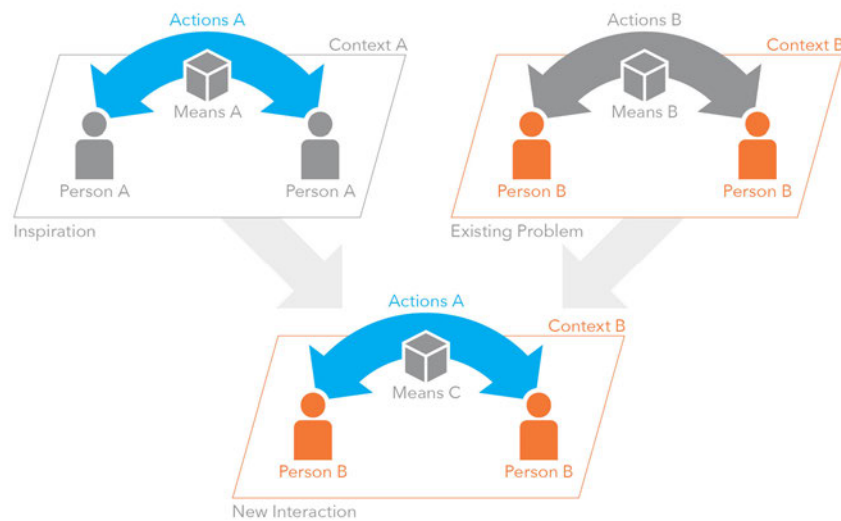 Actions A
Context A
Means A
Person A
Person A
Inspiration
Actions B
Context B
Means B
Person B
Person B
Existing Problem
Actions A
Context B
Means C
Person B
Person B
New Interaction